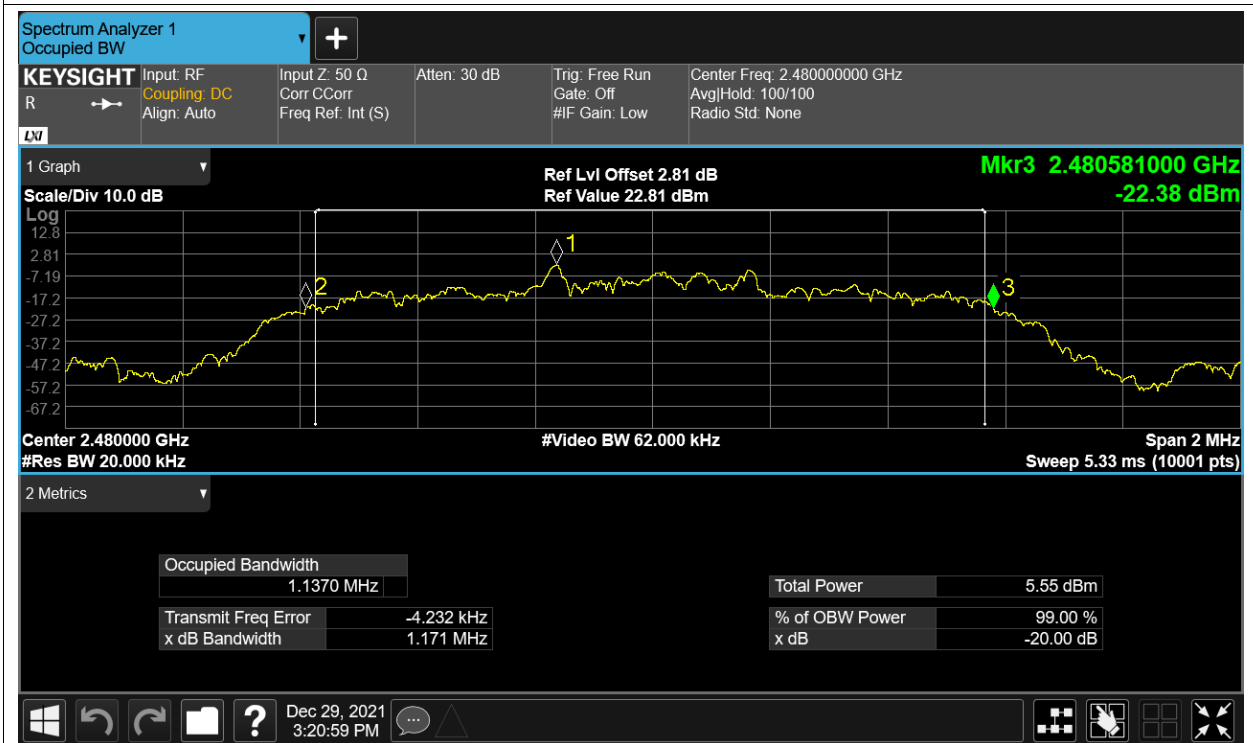 Spectrum Analyzer 1
Occupied BW
KEYSIGHT
R
LXI
Input: RF
Coupling: DC
Align: Auto
Input Z: 50 Ω
Corr CCorr
Freq Ref: Int (S)
Atten: 30 dB
Trig: Free Run
Gate: Off
#IF Gain: Low
Center Freq: 2.480000000 GHz
Avg|Hold: 100/100
Radio Std: None
1 Graph
Scale/Div 10.0 dB
Ref Lvl Offset 2.81 dB
Ref Value 22.81 dBm
Mkr3 2.480581000 GHz
-22.38 dBm
Log
12.8
2.81
-7.19
-17.2
-27.2
-37.2
-47.2
-57.2
-67.2
1
2
3
Center 2.480000 GHz
#Video BW 62.000 kHz
Span 2 MHz
#Res BW 20.000 kHz
Sweep 5.33 ms (10001 pts)
2 Metrics
Occupied Bandwidth
1.1370 MHz
Transmit Freq Error -4.232 kHz
x dB Bandwidth 1.171 MHz
Total Power 5.55 dBm
% of OBW Power 99.00 %
x dB -20.00 dB
?
Dec 29, 2021
3:20:59 PM